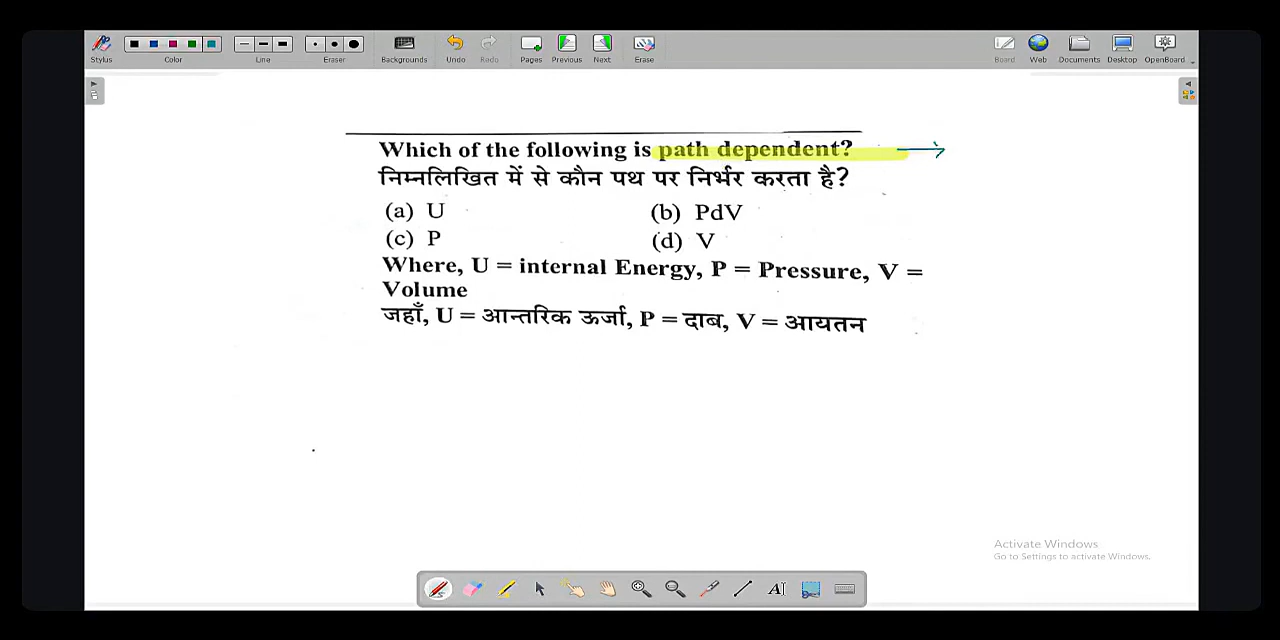 Stylus Color Line Eraser Backgrounds Undo Redo Pages Previous Next Erase Board Web Documents Desktop OpenBoard
Which of the following is path dependent?
निम्नलिखित में से कौन पथ पर निर्भर करता है?
(a) U (b) PdV
(c) P (d) V
Where, U = internal Energy, P = Pressure, V =
Volume
जहाँ, U = आन्तरिक ऊर्जा, P = दाब, V = आयतन
Activate Windows
Go to Settings to activate Windows.